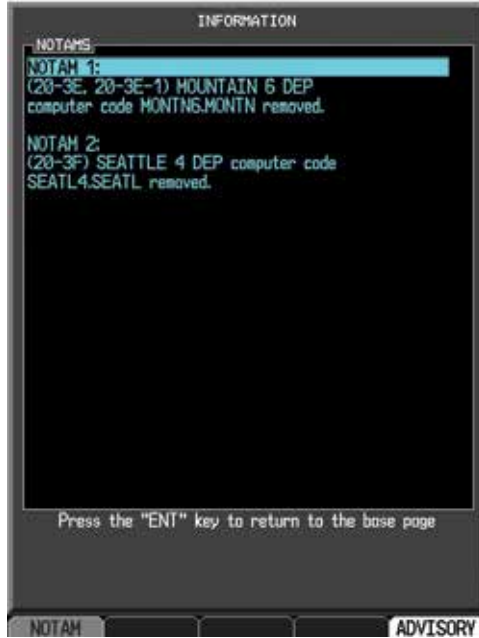 INFORMATION
NOTAMS
NOTAM 1:
(20-3E, 20-3E-1) MOUNTAIN 6 DEP
computer code MONTN6.MONTN removed.
NOTAM 2:
(20-3F) SEATTLE 4 DEP computer code
SEATL4.SEATL removed.
Press the "ENT" key to return to the base page
NOTAM
ADVISORY